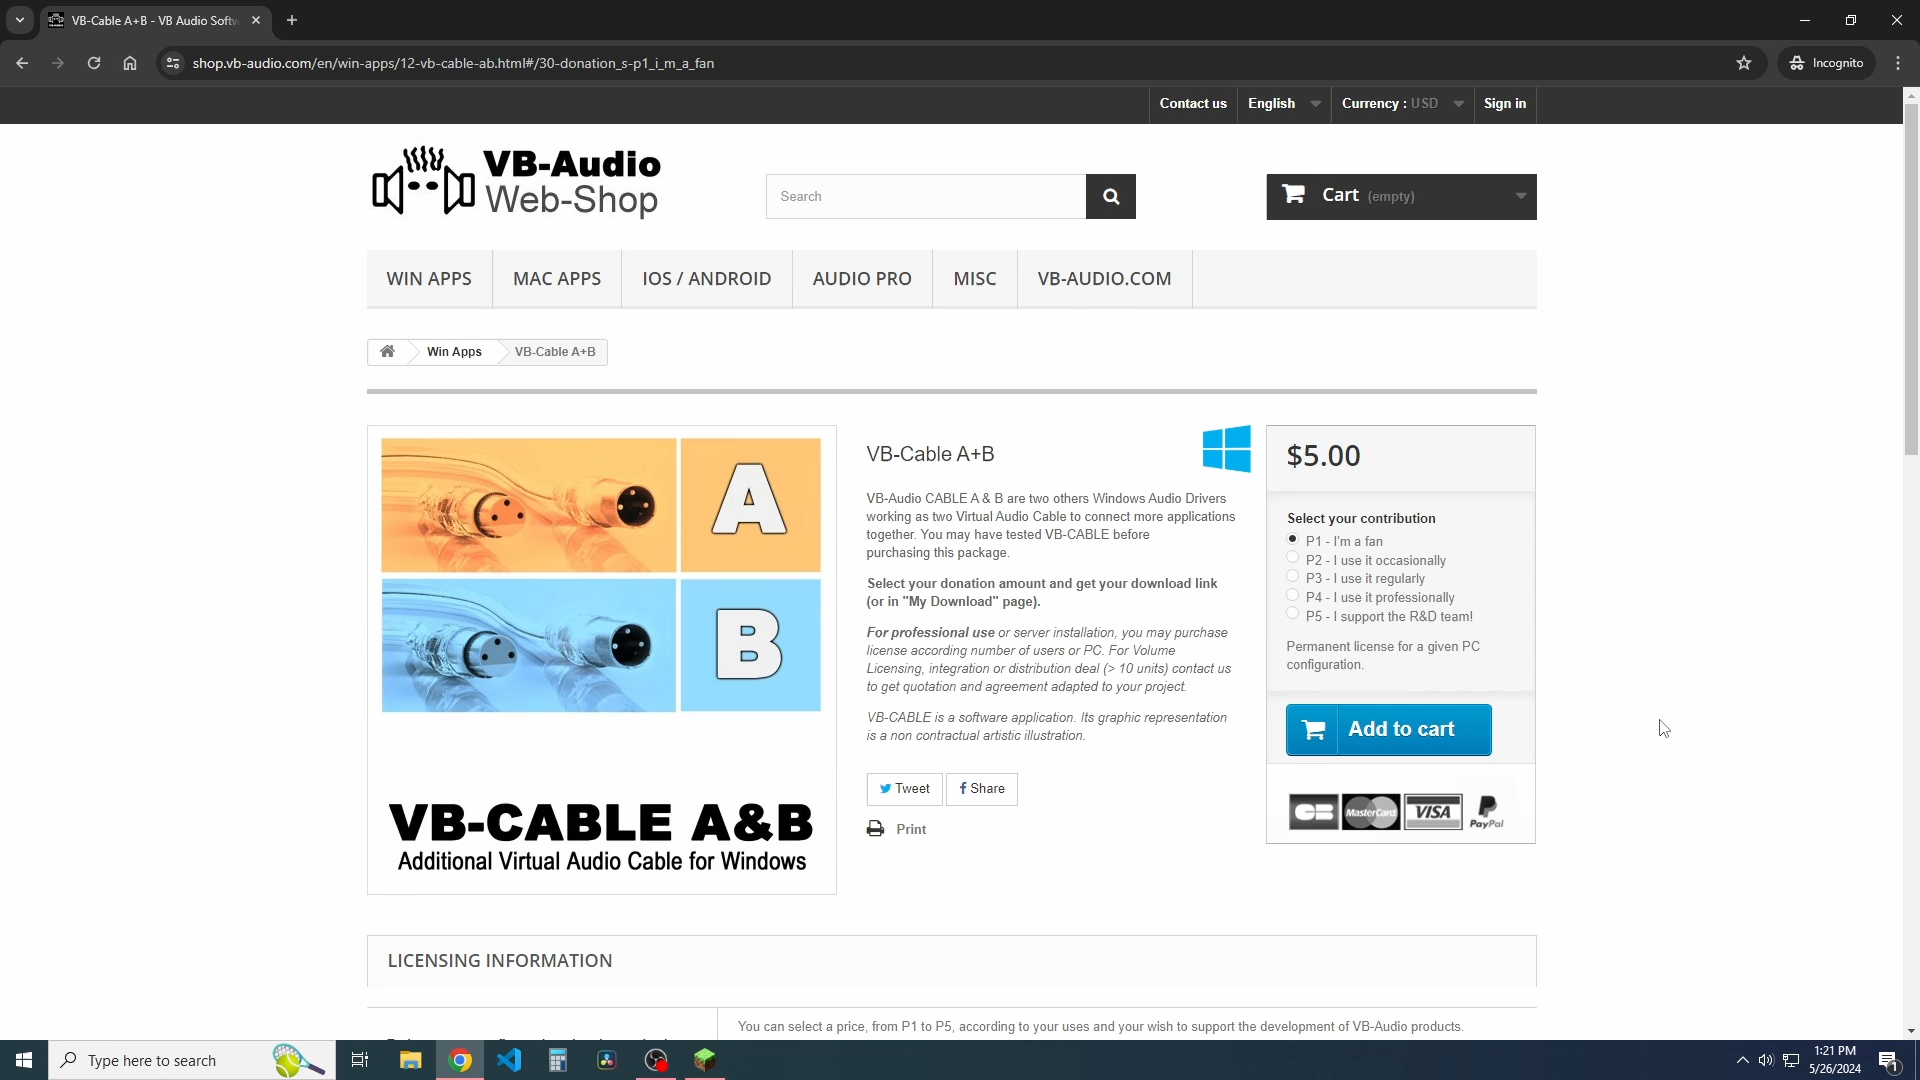 VB-Cable A+B - VB Audio Softw
shop.vb-audio.com/en/win-apps/12-vb-cable-ab.html#/30-donation_s-p1_i_m_a_fan
Incognito
Contact us
English
Currency : USD
Sign in
VB-Audio
Web-Shop
Search
Cart (empty)
WIN APPS
MAC APPS
IOS / ANDROID
AUDIO PRO
MISC
VB-AUDIO.COM
Win Apps
VB-Cable A+B
A
B
VB-CABLE A&B
Additional Virtual Audio Cable for Windows
VB-Cable A+B
VB-Audio CABLE A & B are two others Windows Audio Drivers
working as two Virtual Audio Cable to connect more applications
together. You may have tested VB-CABLE before
purchasing this package.
Select your donation amount and get your download link
(or in "My Download" page).
For professional use or server installation, you may purchase
license according number of users or PC. For Volume
Licensing, integration or distribution deal (> 10 units) contact us
to get quotation and agreement adapted to your project.
VB-CABLE is a software application. Its graphic representation
is a non contractual artistic illustration.
Tweet
Share
Print
$5.00
Select your contribution
P1 - I'm a fan
P2 - I use it occasionally
P3 - I use it regularly
P4 - I use it professionally
P5 - I support the R&D team!
Permanent license for a given PC
configuration.
Add to cart
CB
MasterCard
VISA
PayPal
LICENSING INFORMATION
You can select a price, from P1 to P5, according to your uses and your wish to support the development of VB-Audio products.
Type here to search
1:21 PM
5/26/2024
1